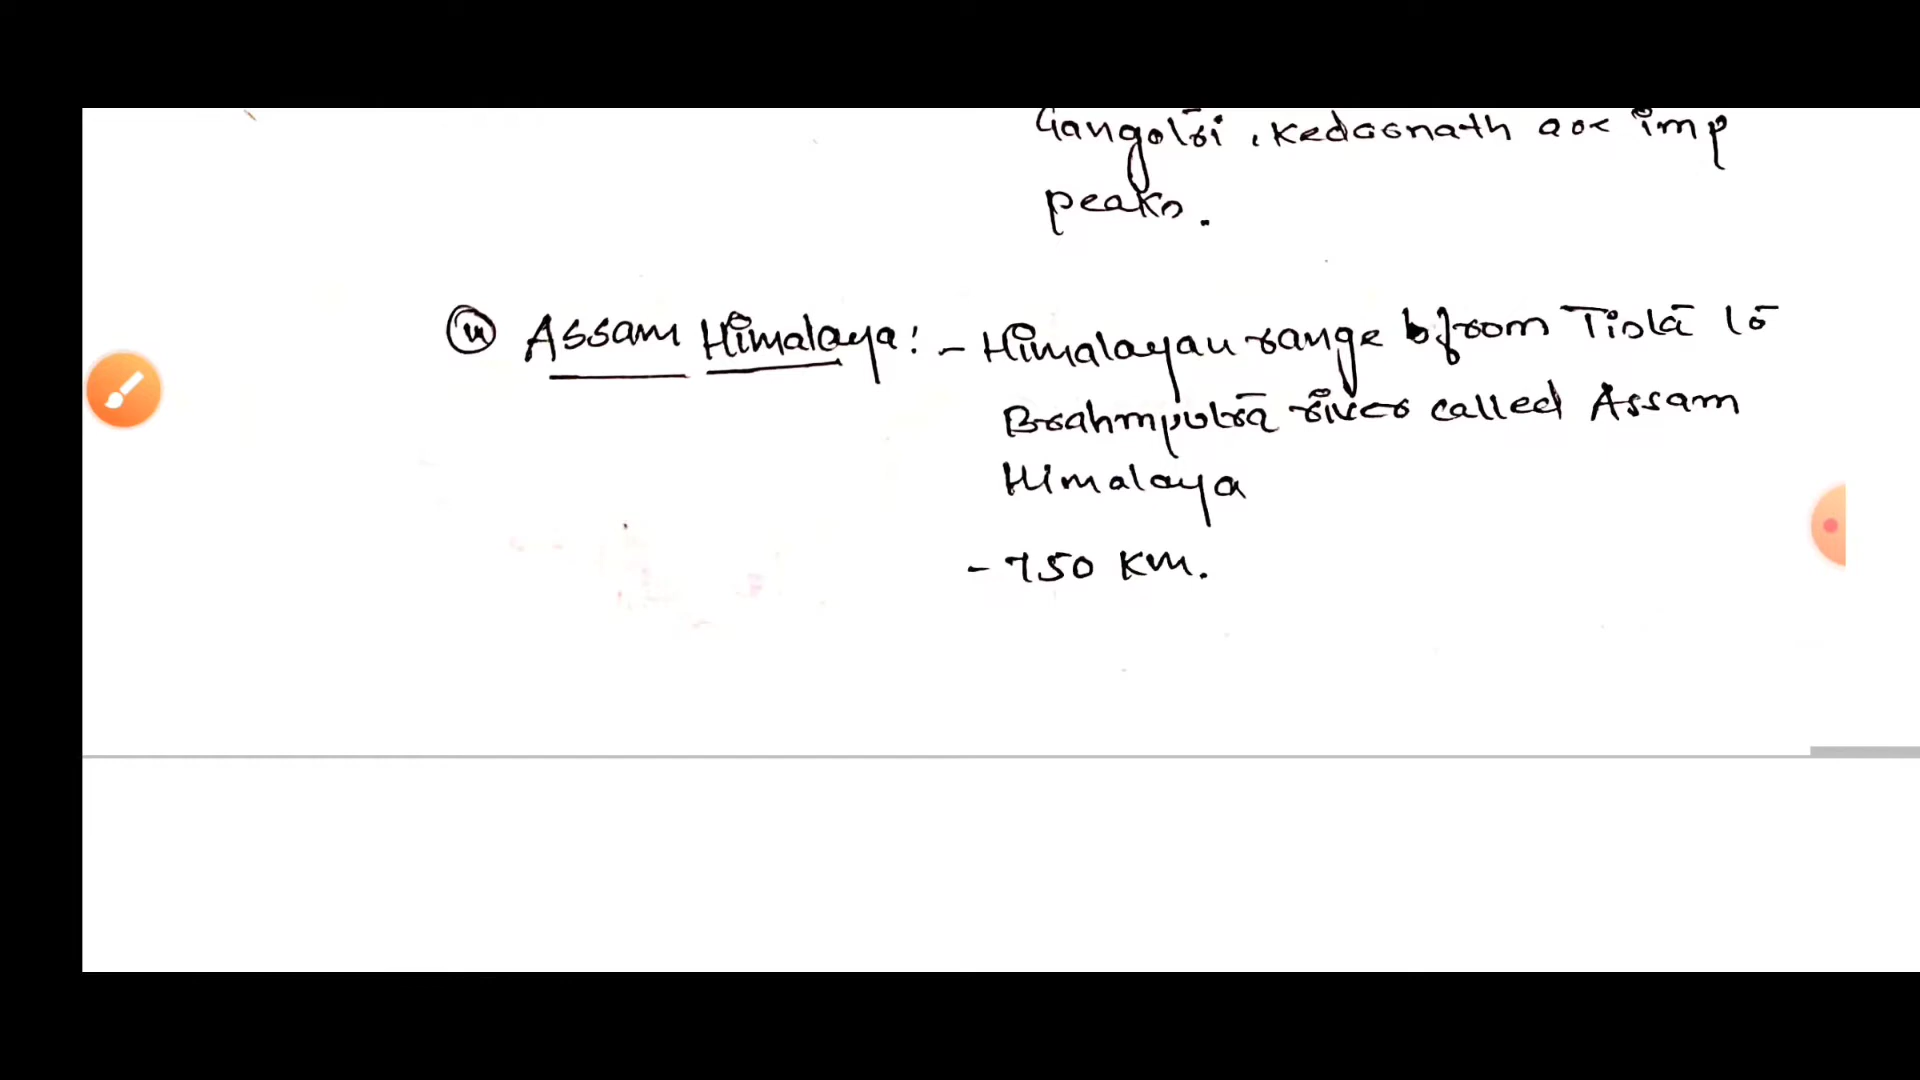 Gangotri, Kedarnath are imp
peaks.
(iv) Assam Himalaya: - Himalayan range from Tista to
Brahmputra river called Assam
Himalaya
- 750 KM.